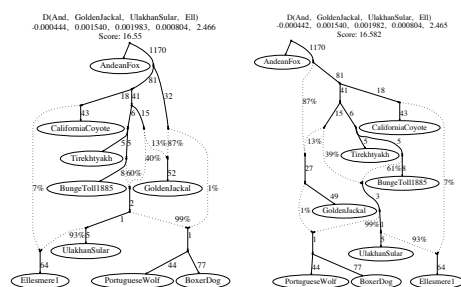 D(And, GoldenJackal, UlakhanSular, Ell)
-0.000444, 0.001540, 0.001983, 0.000804, 2.466
Score: 16.55
1170
AndeanFox
81
18 41 32
43 6 15
CaliforniaCoyote
13% 87%
5 5
Tirekhtyakh
40%
8 60% 52
BungeToll1885
GoldenJackal
7% 2 1%
1 99%
93% 5
UlakhanSular
1
64 44 77
Ellesmere1
PortugueseWolf
BoxerDog
D(And, GoldenJackal, UlakhanSular, Ell)
-0.000442, 0.001540, 0.001982, 0.000804, 2.465
Score: 16.582
1170
AndeanFox
81
41 18
87%
43
15 6
CaliforniaCoyote
13% 5 5
39%
Tirekhtyakh
27 61% 8 7%
BungeToll1885
49 3
GoldenJackal
1% 99% 1
1 5 93%
UlakhanSular
44 77 64
PortugueseWolf
BoxerDog
Ellesmere1